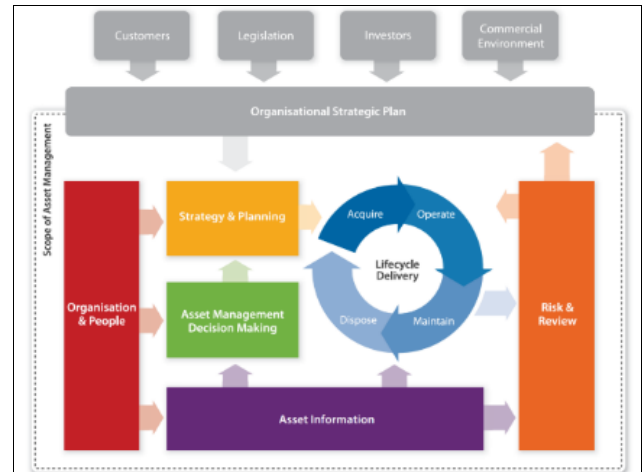 Customers
Legislation
Investors
Commercial
Environment
Organisational Strategic Plan
Scope of Asset Management
Strategy & Planning
Acquire
Operate
Lifecycle
Delivery
Organisation
& People
Asset Management
Decision Making
Dispose
Maintain
Risk &
Review
Asset Information